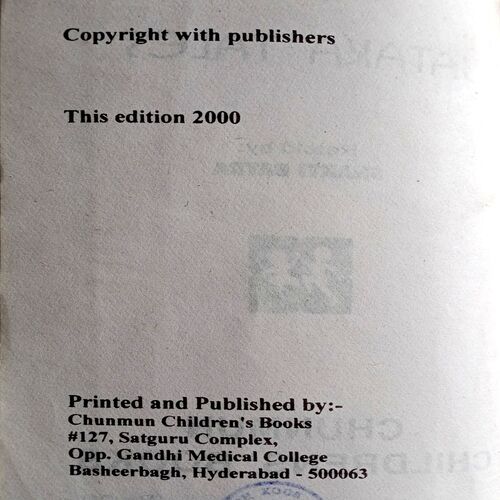 Copyright with publishers
This edition 2000
Printed and Published by:-
Chunmun Children's Books
#127, Satguru Complex,
Opp. Gandhi Medical College
Basheerbagh, Hyderabad - 500063